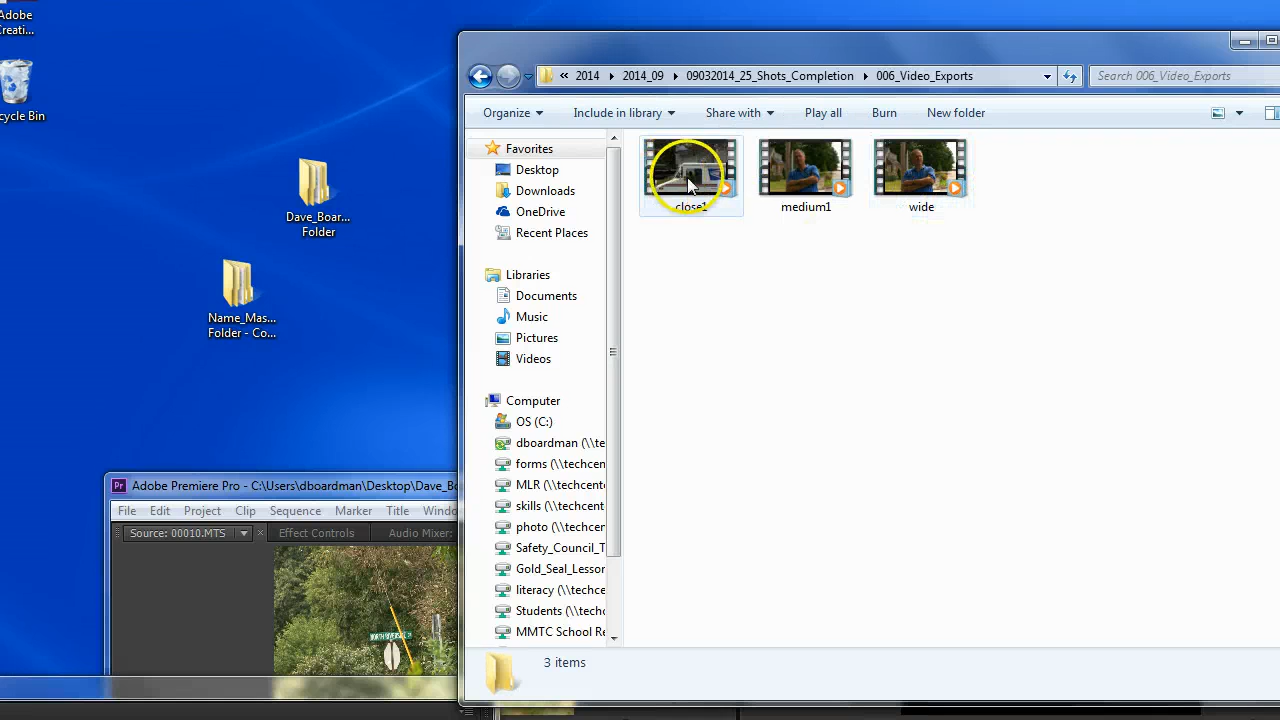 Adobe
Creati...
cycle Bin
Dave_Boar...
Folder
Name_Mas...
Folder - Co...
« 2014 ▸ 2014_09 ▸ 09032014_25_Shots_Completion ▸ 006_Video_Exports
Search 006_Video_Exports
Organize
Include in library
Share with
Play all
Burn
New folder
Favorites
Desktop
Downloads
OneDrive
Recent Places
Libraries
Documents
Music
Pictures
Videos
Computer
OS (C:)
dboardman (\\te
forms (\\techcen
MLR (\\techcent
skills (\\techcent
photo (\\techcer
Safety_Council_T
Gold_Seal_Lesson
literacy (\\techce
Students (\\techc
MMTC School Re
close1
medium1
wide
3 items
Pr Adobe Premiere Pro - C:\Users\dboardman\Desktop\Dave_Bo
File Edit Project Clip Sequence Marker Title Windo
Source: 00010.MTS
Effect Controls
Audio Mixer: